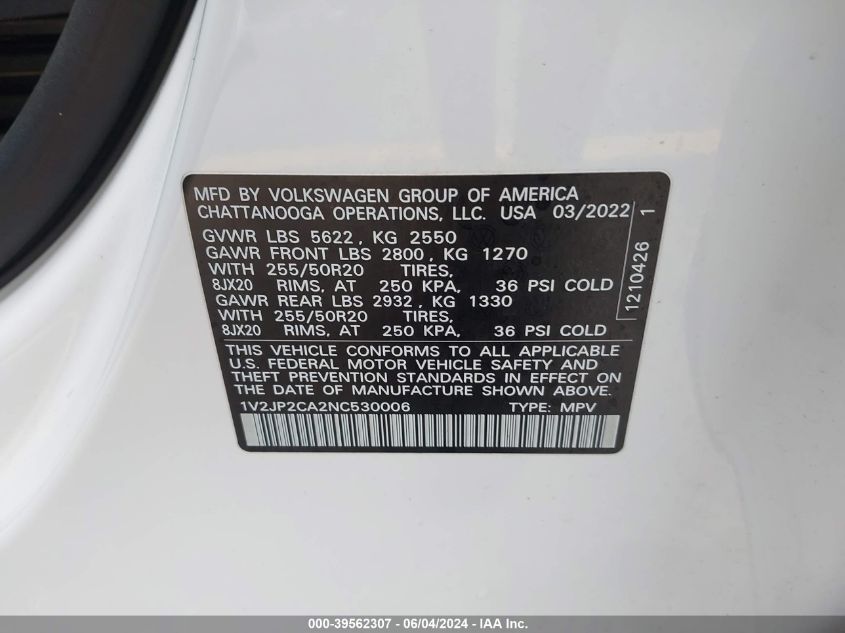 MFD BY VOLKSWAGEN GROUP OF AMERICA
CHATTANOOGA OPERATIONS, LLC. USA 03/2022
GVWR LBS 5622, KG 2550
GAWR FRONT LBS 2800, KG 1270
WITH 255/50R20 TIRES,
8JX20 RIMS, AT 250 KPA, 36 PSI COLD
GAWR REAR LBS 2932, KG 1330
WITH 255/50R20 TIRES,
8JX20 RIMS, AT 250 KPA, 36 PSI COLD
THIS VEHICLE CONFORMS TO ALL APPLICABLE
U.S. FEDERAL MOTOR VEHICLE SAFETY AND
THEFT PREVENTION STANDARDS IN EFFECT ON
THE DATE OF MANUFACTURE SHOWN ABOVE.
1V2JP2CA2NC530006 TYPE: MPV
1210426 1
000-39562307 - 06/04/2024 - IAA Inc.